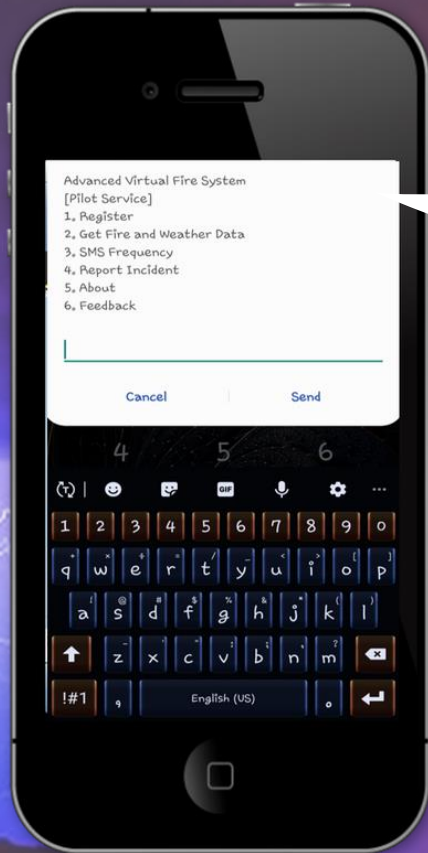 Advanced Virtual Fire System
[Pilot Service]
1. Register
2. Get Fire and Weather Data
3. SMS Frequency
4. Report Incident
5. About
6. Feedback
Cancel
Send
4 5 6
GIF
1 2 3 4 5 6 7 8 9 0
q w e r t y u i o p
a s d f g h j k l
z x c v b n m
!#1 , English (US) .